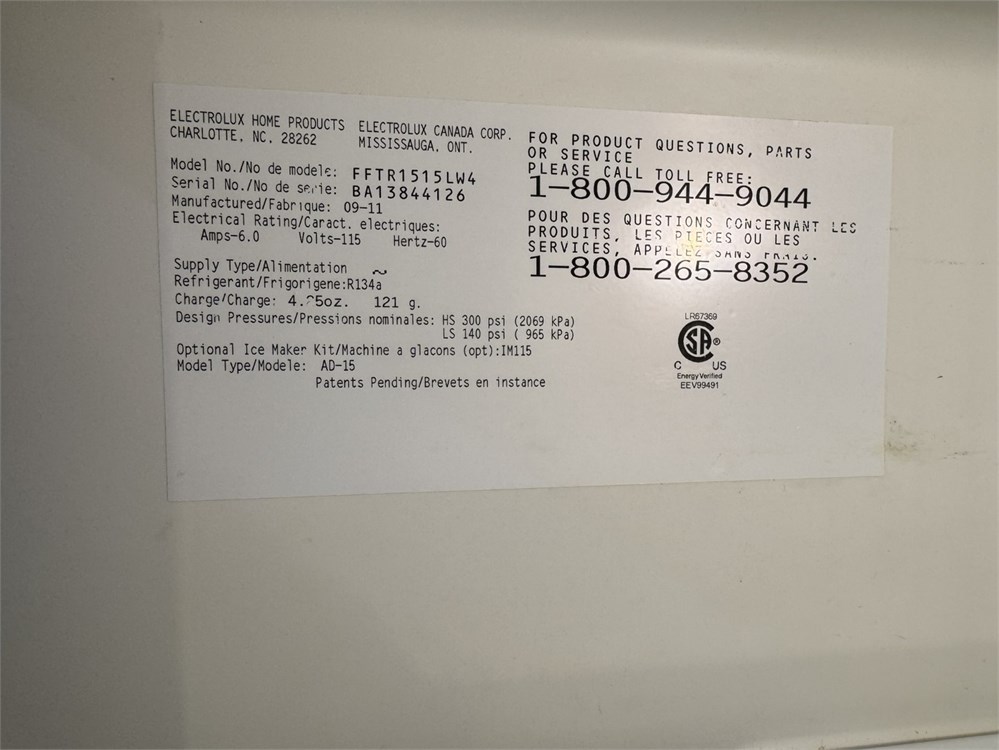 ELECTROLUX HOME PRODUCTS
CHARLOTTE, NC. 28262
ELECTROLUX CANADA CORP.
MISSISSAUGA, ONT.
Model No./No de modele: FFTR1515LW4
Serial No./No de serie: BA13844126
Manufactured/Fabrique: 09-11
Electrical Rating/Caract. electriques:
Amps-6.0 Volts-115 Hertz-60
Supply Type/Alimentation ~
Refrigerant/Frigorigene:R134a
Charge/Charge: 121 g.
Design Pressures/Pressions nominales: HS 300 psi (2069 kPa)
LS 140 psi ( 965 kPa)
Optional Ice Maker Kit/Machine a glacons (opt):IM115
Model Type/Modele: AD-15
Patents Pending/Brevets en instance
FOR PRODUCT QUESTIONS, PARTS
OR SERVICE
PLEASE CALL TOLL FREE:
1-800-944-9044
POUR DES QUESTIONS CONCERNANT LES
PRODUITS, LES PIECES OU LES
SERVICES, APPELEZ SANS FRAIS.
1-800-265-8352
LR67369
CSA®
C US
Energy Verified
EEV99491